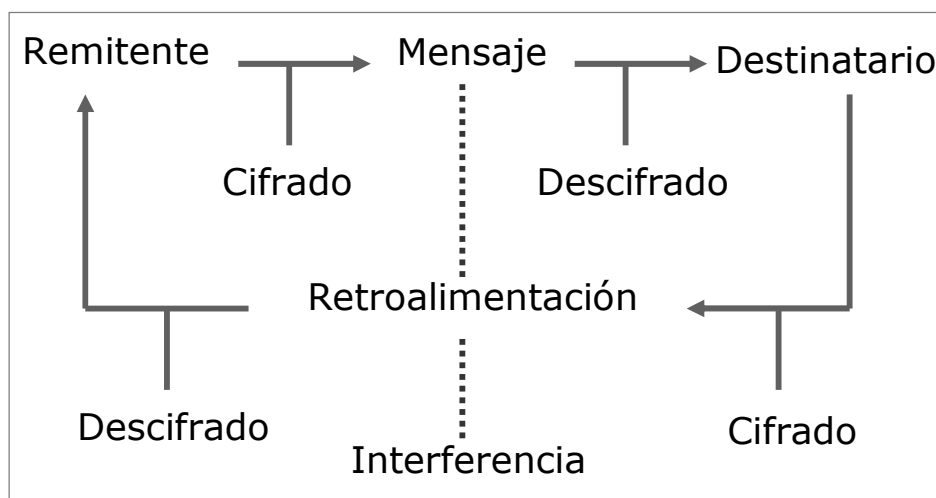 Remitente
Mensaje
Destinatario
Cifrado
Descifrado
Retroalimentación
Descifrado
Cifrado
Interferencia